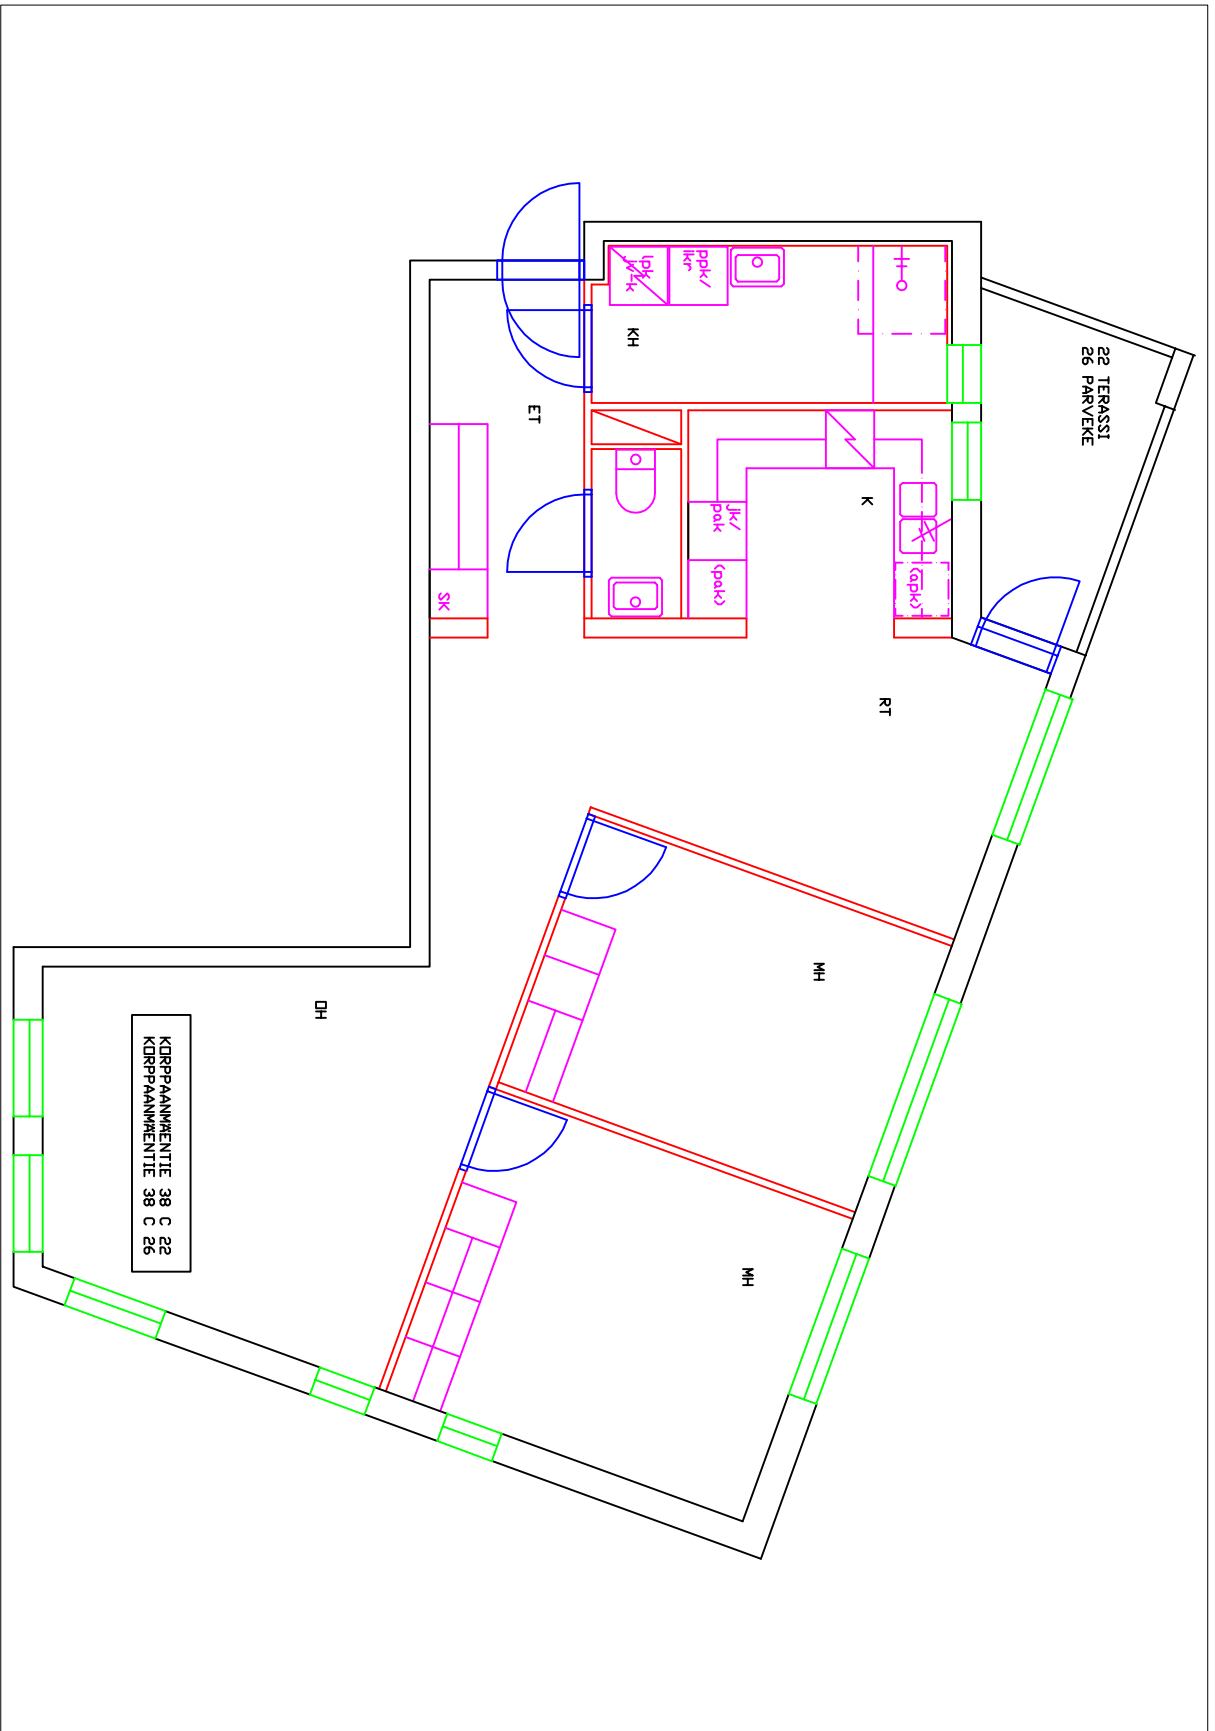 22 TERASSI
26 PARVEKE
ppk/
ikr
KH
ET
K
jk/
pak
(pak)
(apk)
SK
RT
MH
MH
OH
KORPPAANMÄENTIE 38 C 22
KORPPAANMÄENTIE 38 C 26